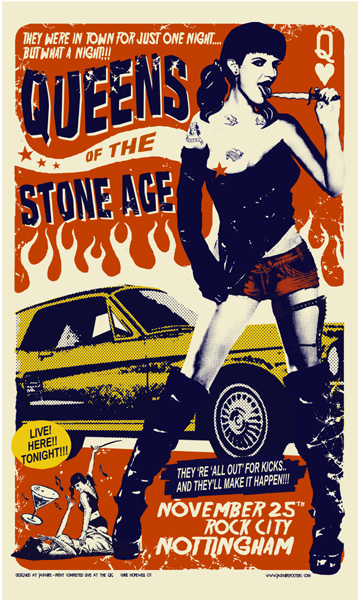 THEY WERE IN TOWN FOR JUST ONE NIGHT....
BUT WHAT A NIGHT!!!
Q
QUEENS
OF THE
STONE AGE
LIVE!
HERE!!
TONIGHT!!!
THEY'RE 'ALL OUT' FOR KICKS..
AND THEY'LL MAKE IT HAPPEN!!!
NOVEMBER 25TH
ROCK CITY
NOTTINGHAM